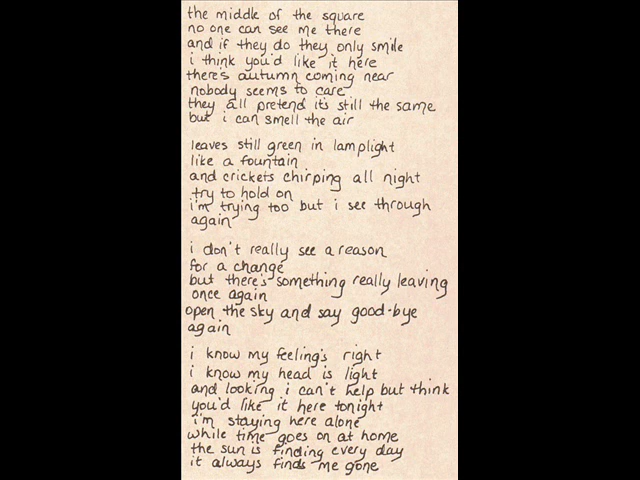 the middle of the square
no one can see me there
and if they do they only smile
i think you'd like it here
there's autumn coming near
nobody seems to care
they all pretend it's still the same
but i can smell the air
leaves still green in lamplight
like a fountain
and crickets chirping all night
try to hold on
i'm trying too but i see through
again
i don't really see a reason
for a change
but there's something really leaving
once again
open the sky and say good-bye
again
i know my feeling's right
i know my head is light
and looking i can't help but think
you'd like it here tonight
i'm staying here alone
while time goes on at home
the sun is finding every day
it always finds me gone